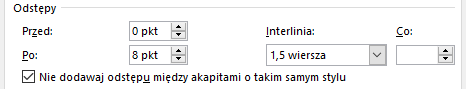 Odstępy
Przed: 0 pkt Interlinia: Co:
Po: 8 pkt 1,5 wiersza
Nie dodawaj odstępu między akapitami o takim samym stylu